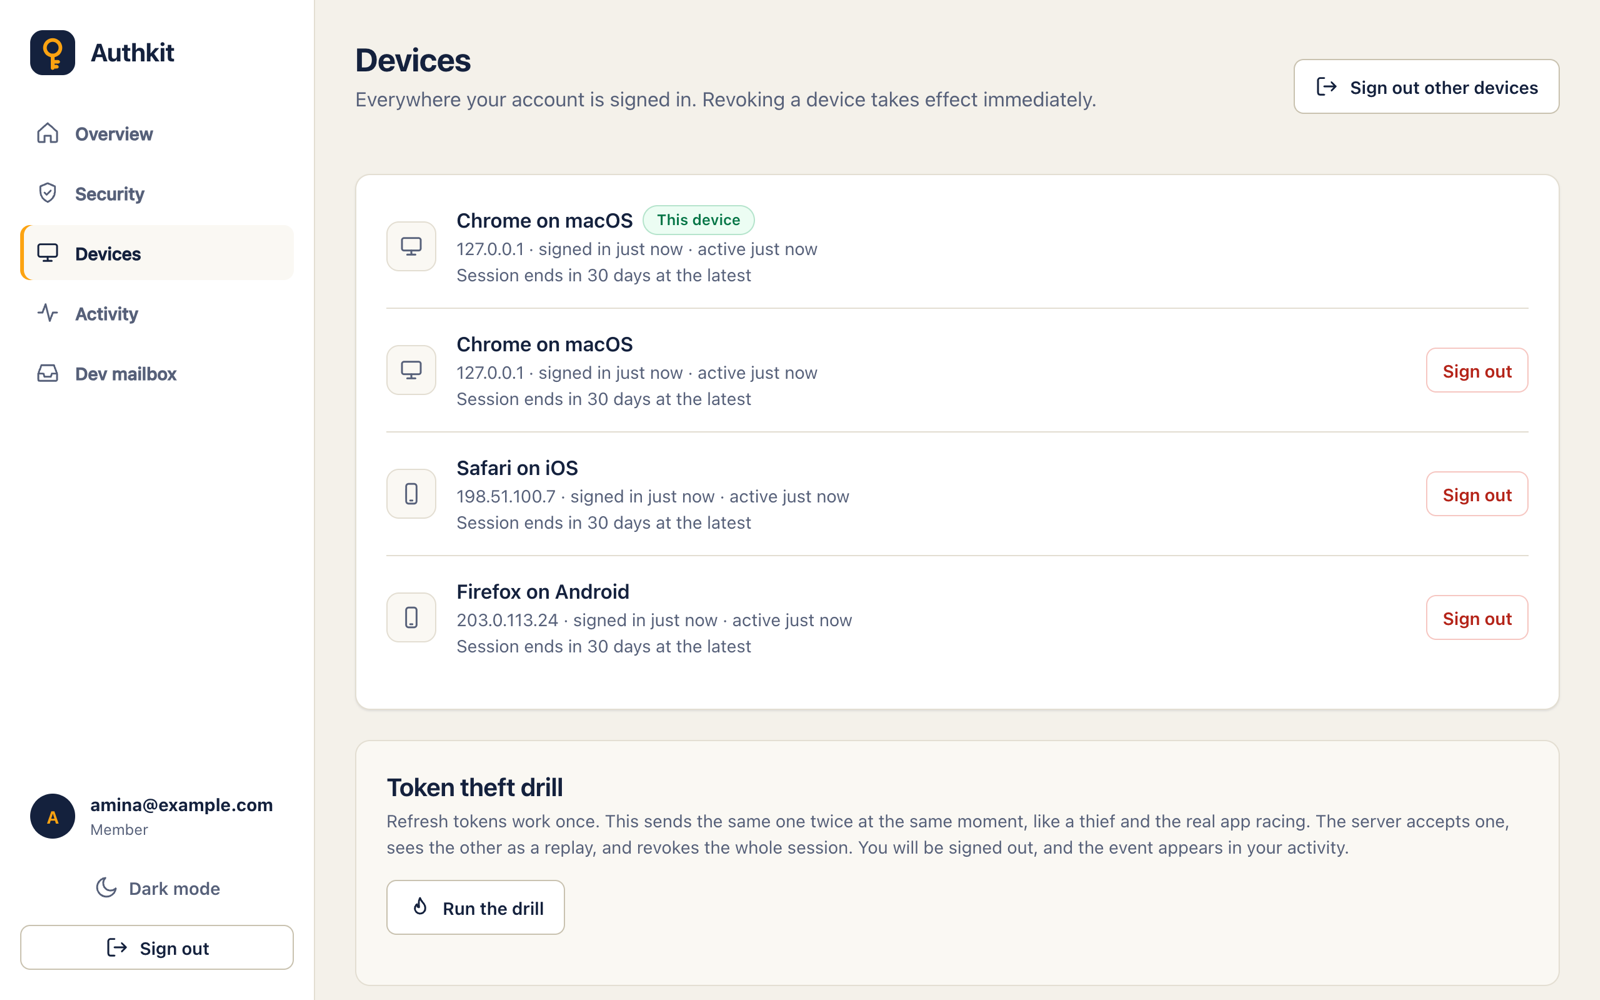 Authkit
Overview
Security
Devices
Activity
Dev mailbox
amina@example.com
A
Member
Dark mode
Sign out
Devices
Everywhere your account is signed in. Revoking a device takes effect immediately.
Sign out other devices
Chrome on macOS This device
127.0.0.1 · signed in just now · active just now
Session ends in 30 days at the latest
Chrome on macOS
127.0.0.1 · signed in just now · active just now
Session ends in 30 days at the latest
Sign out
Safari on iOS
198.51.100.7 · signed in just now · active just now
Session ends in 30 days at the latest
Sign out
Firefox on Android
203.0.113.24 · signed in just now · active just now
Session ends in 30 days at the latest
Sign out
Token theft drill
Refresh tokens work once. This sends the same one twice at the same moment, like a thief and the real app racing. The server accepts one,
sees the other as a replay, and revokes the whole session. You will be signed out, and the event appears in your activity.
Run the drill